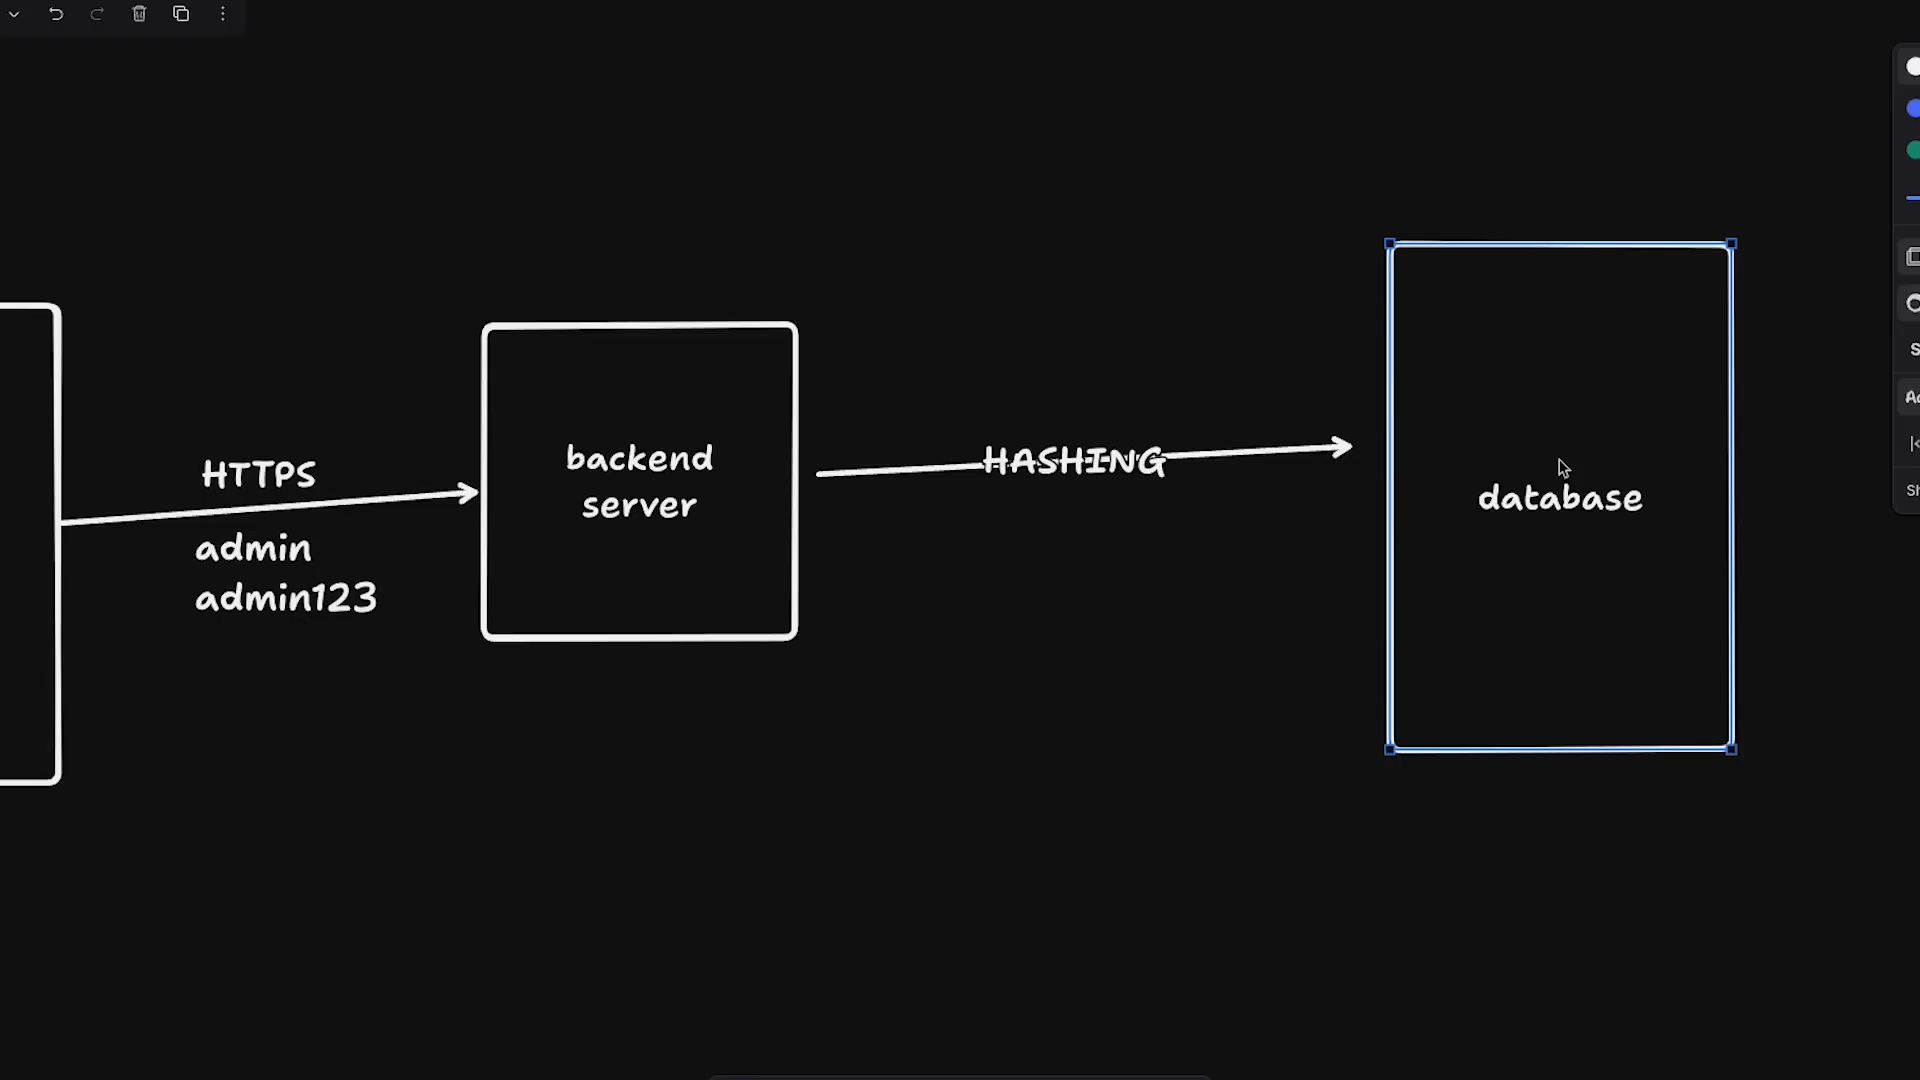 HTTPS
admin
admin123
backend
server
HASHING
database